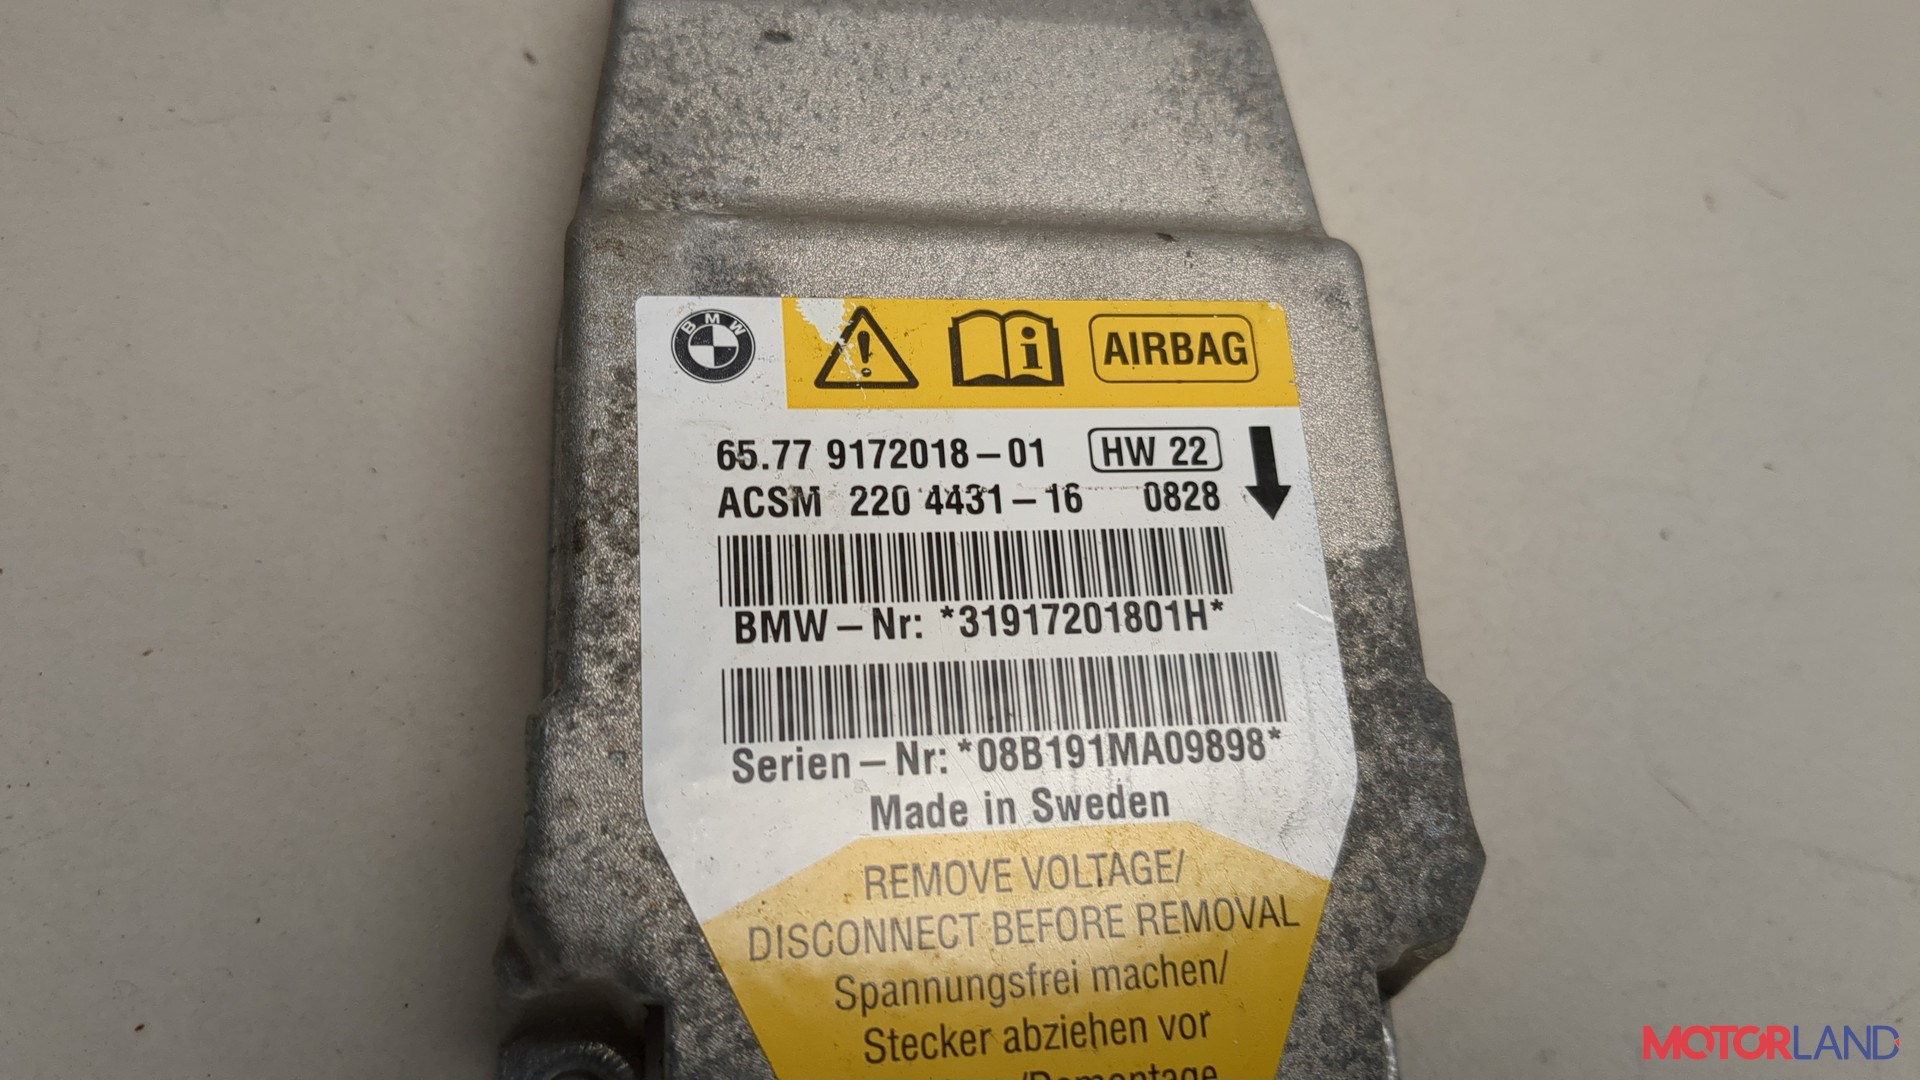 BMW
AIRBAG
65.77 9172018-01 HW 22
ACSM 220 4431-16 0828
BMW-Nr: *31917201801H*
Serien-Nr: *08B191MA09898*
Made in Sweden
REMOVE VOLTAGE/
DISCONNECT BEFORE REMOVAL
Spannungsfrei machen/
Stecker abziehen vor
/Demontage
MOTORLAND